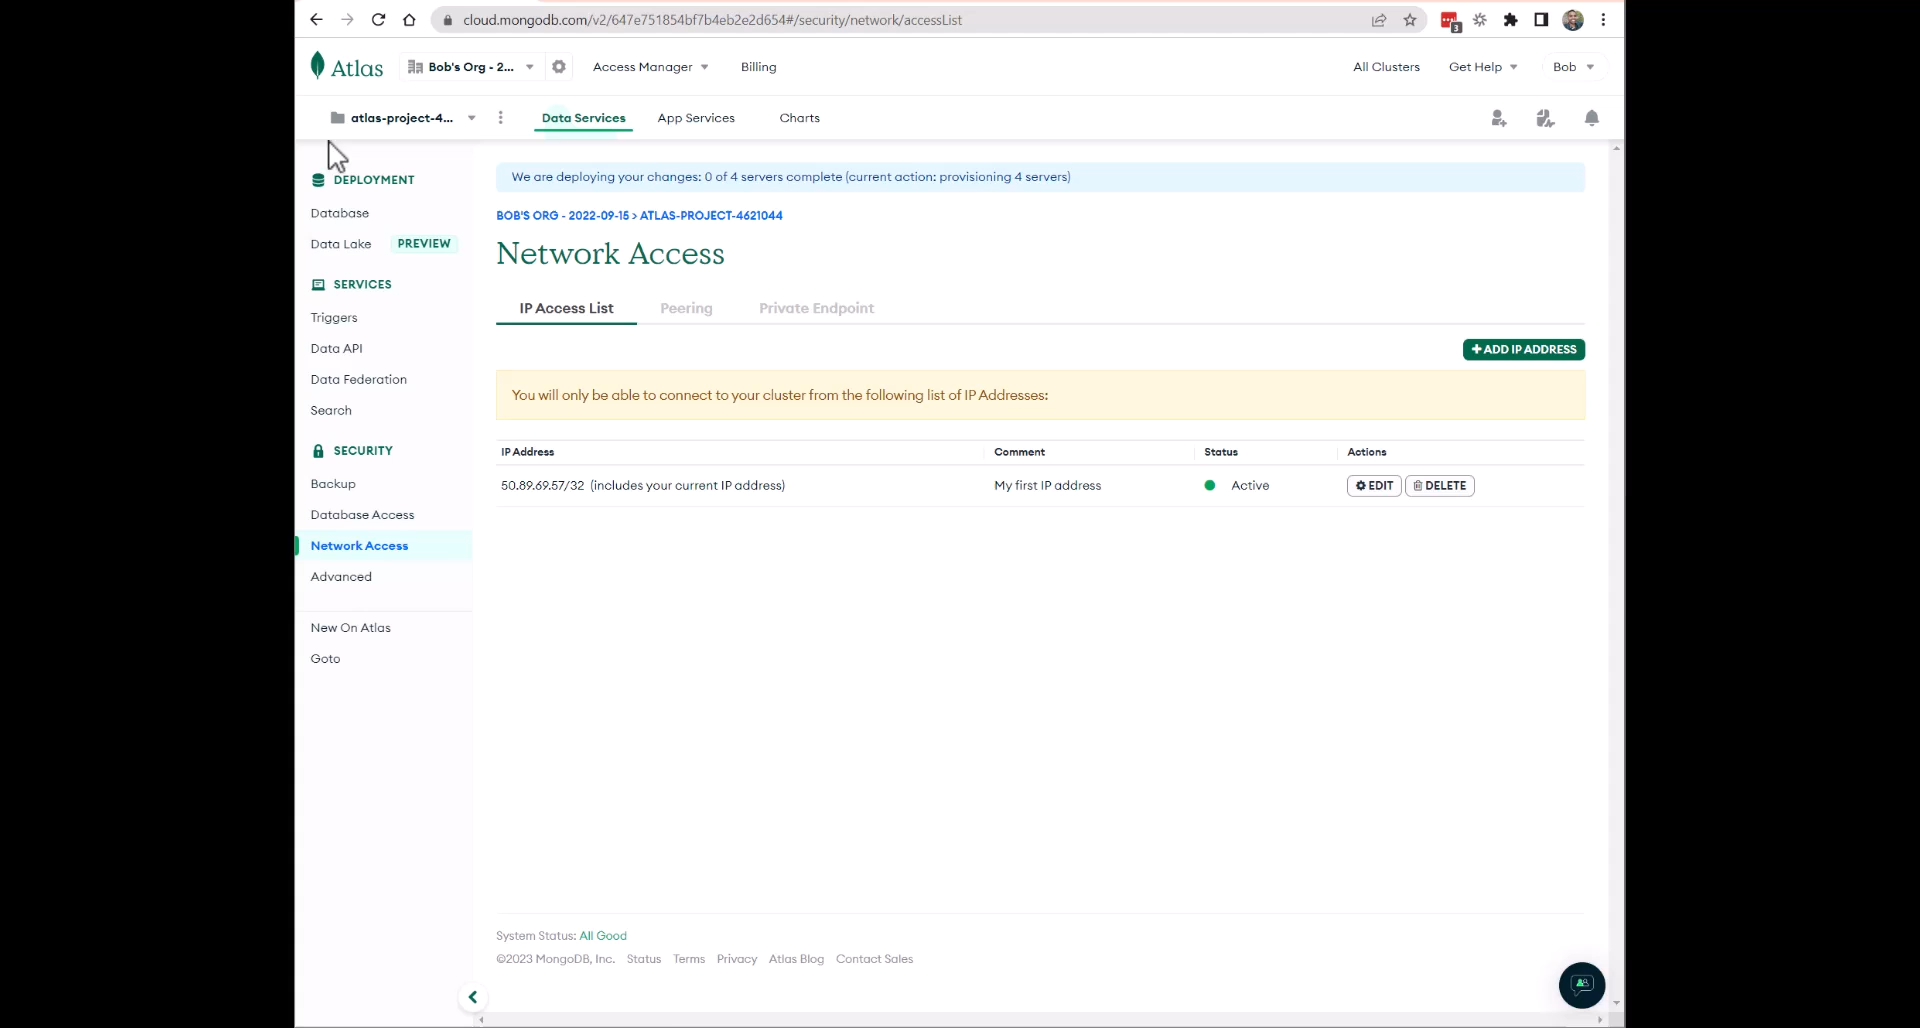 cloud.mongodb.com/v2/647e751854bf7b4eb2e2d654#/security/network/accessList
3
Atlas
Bob's Org - 2...
Access Manager
Billing
All Clusters
Get Help
Bob
atlas-project-4...
Data Services
App Services
Charts
DEPLOYMENT
Database
Data Lake PREVIEW
SERVICES
Triggers
Data API
Data Federation
Search
SECURITY
Backup
Database Access
Network Access
Advanced
New On Atlas
Goto
We are deploying your changes: 0 of 4 servers complete (current action: provisioning 4 servers)
BOB'S ORG - 2022-09-15 > ATLAS-PROJECT-4621044
Network Access
IP Access List Peering Private Endpoint
+ ADD IP ADDRESS
You will only be able to connect to your cluster from the following list of IP Addresses:
IP Address Comment Status Actions
50.89.69.57/32 (includes your current IP address) My first IP address Active EDIT DELETE
System Status: All Good
©2023 MongoDB, Inc. Status Terms Privacy Atlas Blog Contact Sales